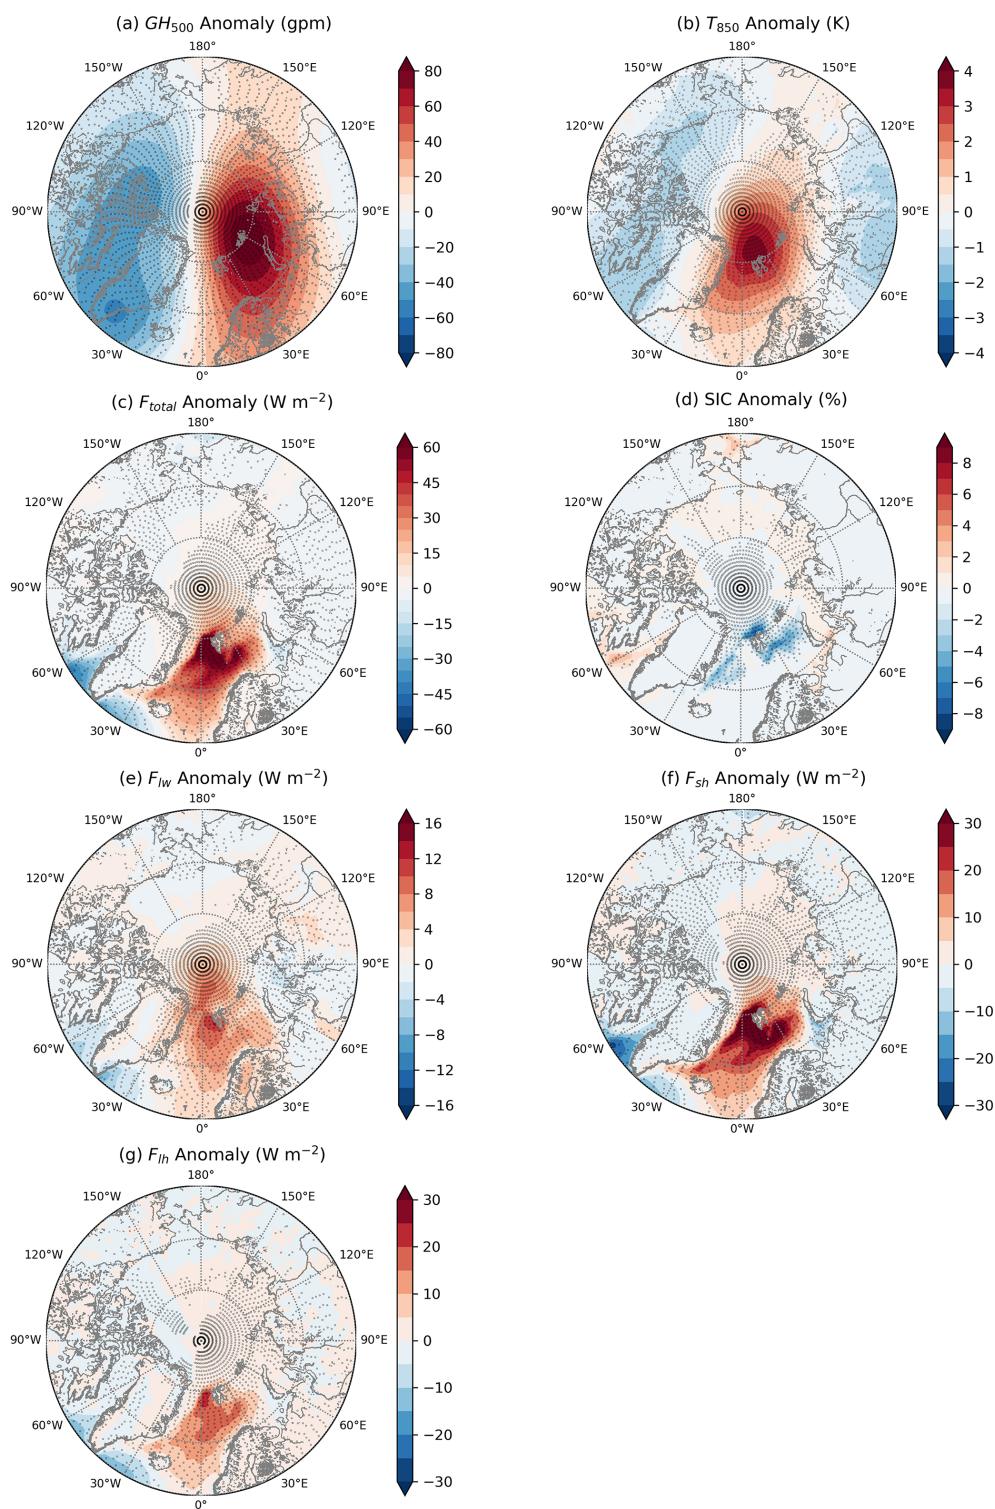 (a) GH500 Anomaly (gpm)
180°
150°W
150°E
120°W
120°E
90°W
90°E
60°W
60°E
30°W
30°E
0°
80
60
40
20
0
−20
−40
−60
−80
(b) T850 Anomaly (K)
180°
150°W
150°E
120°W
120°E
90°W
90°E
60°W
60°E
30°W
30°E
0°
4
3
2
1
0
−1
−2
−3
−4
(c) Ftotal Anomaly (W m−2)
180°
150°W
150°E
120°W
120°E
90°W
90°E
60°W
60°E
30°W
30°E
0°
60
45
30
15
0
−15
−30
−45
−60
(d) SIC Anomaly (%)
180°
150°W
150°E
120°W
120°E
90°W
90°E
60°W
60°E
30°W
30°E
0°
8
6
4
2
0
−2
−4
−6
−8
(e) Flw Anomaly (W m−2)
180°
150°W
150°E
120°W
120°E
90°W
90°E
60°W
60°E
30°W
30°E
0°
16
12
8
4
0
−4
−8
−12
−16
(f) Fsh Anomaly (W m−2)
180°
150°W
150°E
120°W
120°E
90°W
90°E
60°W
60°E
30°W
30°E
0°W
30
20
10
0
−10
−20
−30
(g) Flh Anomaly (W m−2)
180°
150°W
150°E
120°W
120°E
90°W
90°E
60°W
60°E
30°W
30°E
0°
30
20
10
0
−10
−20
−30